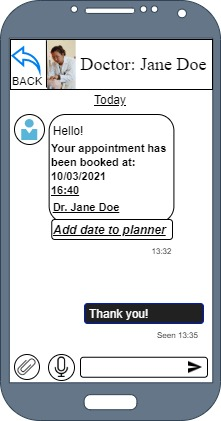 Doctor: Jane Doe
BACK
Today
Hello!
Your appointment has
been booked at:
10/03/2021
16:40
Dr. Jane Doe
Add date to planner
13:32
Thank you!
Seen 13:35